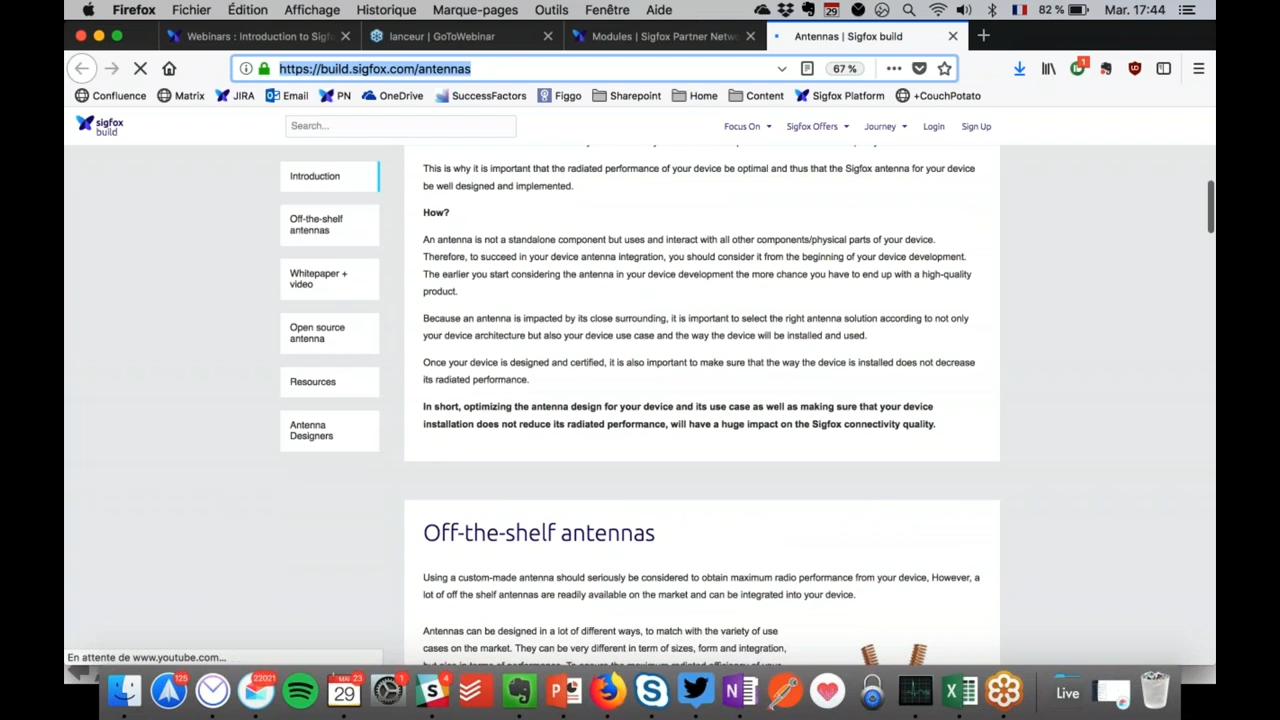 Firefox Fichier Édition Affichage Historique Marque-pages Outils Fenêtre Aide 29 82 % Mar. 17:44
Webinars : Introduction to Sigfo lanceur | GoToWebinar Modules | Sigfox Partner Netw Antennas | Sigfox build
https://build.sigfox.com/antennas 67 % 1
Confluence Matrix JIRA Email PN OneDrive SuccessFactors Figgo Sharepoint Home Content Sigfox Platform +CouchPotato
sigfox build
Search...
Focus On Sigfox Offers Journey Login Sign Up
Introduction
Off-the-shelf
antennas
Whitepaper +
video
Open source
antenna
Resources
Antenna
Designers
This is why it is important that the radiated performance of your device be optimal and thus that the Sigfox antenna for your device
be well designed and implemented.
How?
An antenna is not a standalone component but uses and interact with all other components/physical parts of your device.
Therefore, to succeed in your device antenna integration, you should consider it from the beginning of your device development.
The earlier you start considering the antenna in your device development the more chance you have to end up with a high-quality
product.
Because an antenna is impacted by its close surrounding, it is important to select the right antenna solution according to not only
your device architecture but also your device use case and the way the device will be installed and used.
Once your device is designed and certified, it is also important to make sure that the way the device is installed does not decrease
its radiated performance.
In short, optimizing the antenna design for your device and its use case as well as making sure that your device
installation does not reduce its radiated performance, will have a huge impact on the Sigfox connectivity quality.
Off-the-shelf antennas
Using a custom-made antenna should seriously be considered to obtain maximum radio performance from your device, However, a
lot of off the shelf antennas are readily available on the market and can be integrated into your device.
Antennas can be designed in a lot of different ways, to match with the variety of use
cases on the market. They can be very different in term of sizes, form and integration,
En attente de www.youtube.com...
125 22021 23 29 1 4 Live